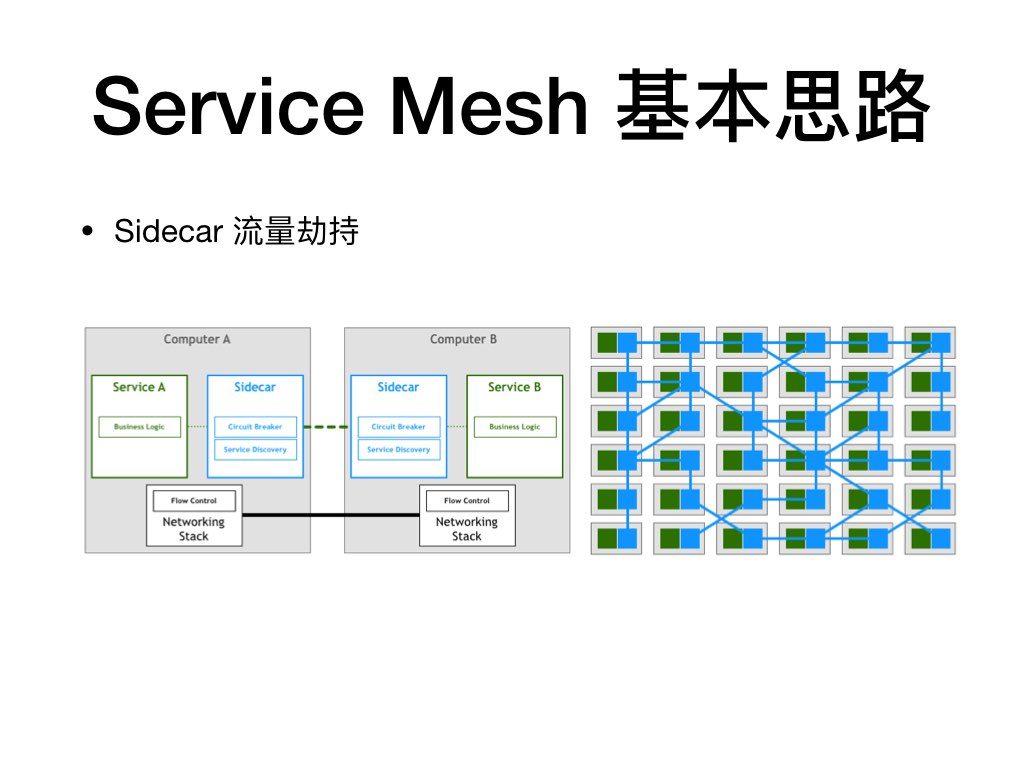 Service Mesh 基本思路
• Sidecar 流量劫持
Computer A
Service A
Business Logic
Sidecar
Circuit Breaker
Service Discovery
Flow Control
Networking
Stack
Computer B
Sidecar
Circuit Breaker
Service Discovery
Service B
Business Logic
Flow Control
Networking
Stack